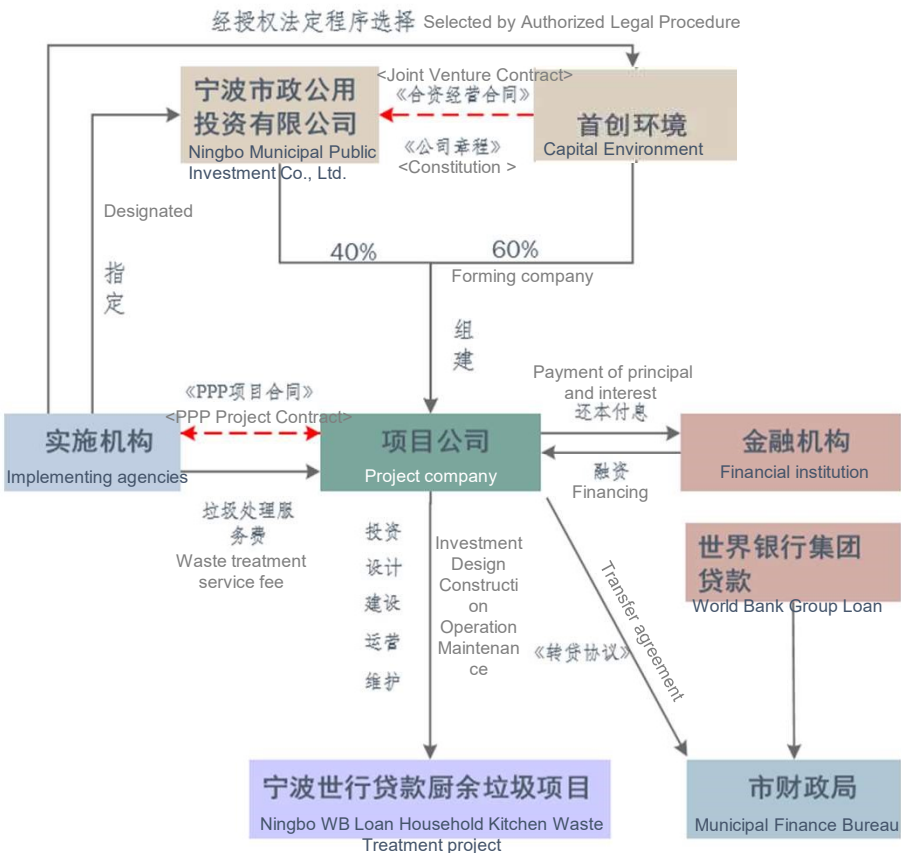 经授权法定程序选择 Selected by Authorized Legal Procedure
宁波市政公用
投资有限公司
Ningbo Municipal Public
Investment Co., Ltd.
<Joint Venture Contract>
《合资经营合同》
《公司章程》
<Constitution >
首创环境
Capital Environment
Designated
指
定
40%
60%
Forming company
组
建
《PPP项目合同》
<PPP Project Contract>
Payment of principal
and interest
还本付息
实施机构
Implementing agencies
项目公司
Project company
金融机构
Financial institution
融资
Financing
垃圾处理服
务费
Waste treatment
service fee
投资
设计
建设
运营
维护
Investment
Design
Constructi
on
Operation
Maintenan
ce
Transfer agreement
《转贷协议》
世界银行集团
贷款
World Bank Group Loan
宁波世行贷款厨余垃圾项目
Ningbo WB Loan Household Kitchen Waste
Treatment project
市财政局
Municipal Finance Bureau